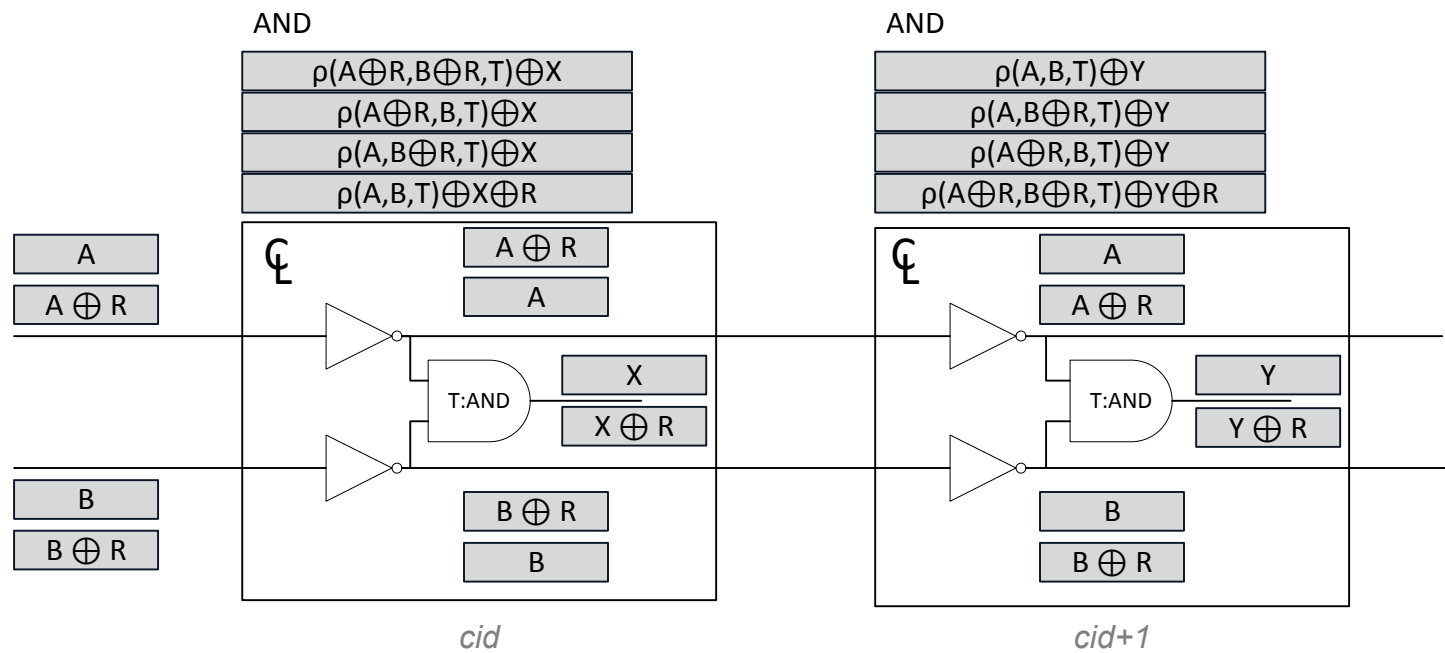 AND
ρ(A⊕R,B⊕R,T)⊕X
ρ(A⊕R,B,T)⊕X
ρ(A,B⊕R,T)⊕X
ρ(A,B,T)⊕X⊕R
A
A ⊕ R
B
B ⊕ R
℄
A ⊕ R
A
T:AND
X
X ⊕ R
B ⊕ R
B
cid
AND
ρ(A,B,T)⊕Y
ρ(A,B⊕R,T)⊕Y
ρ(A⊕R,B,T)⊕Y
ρ(A⊕R,B⊕R,T)⊕Y⊕R
℄
A
A ⊕ R
T:AND
Y
Y ⊕ R
B
B ⊕ R
cid+1